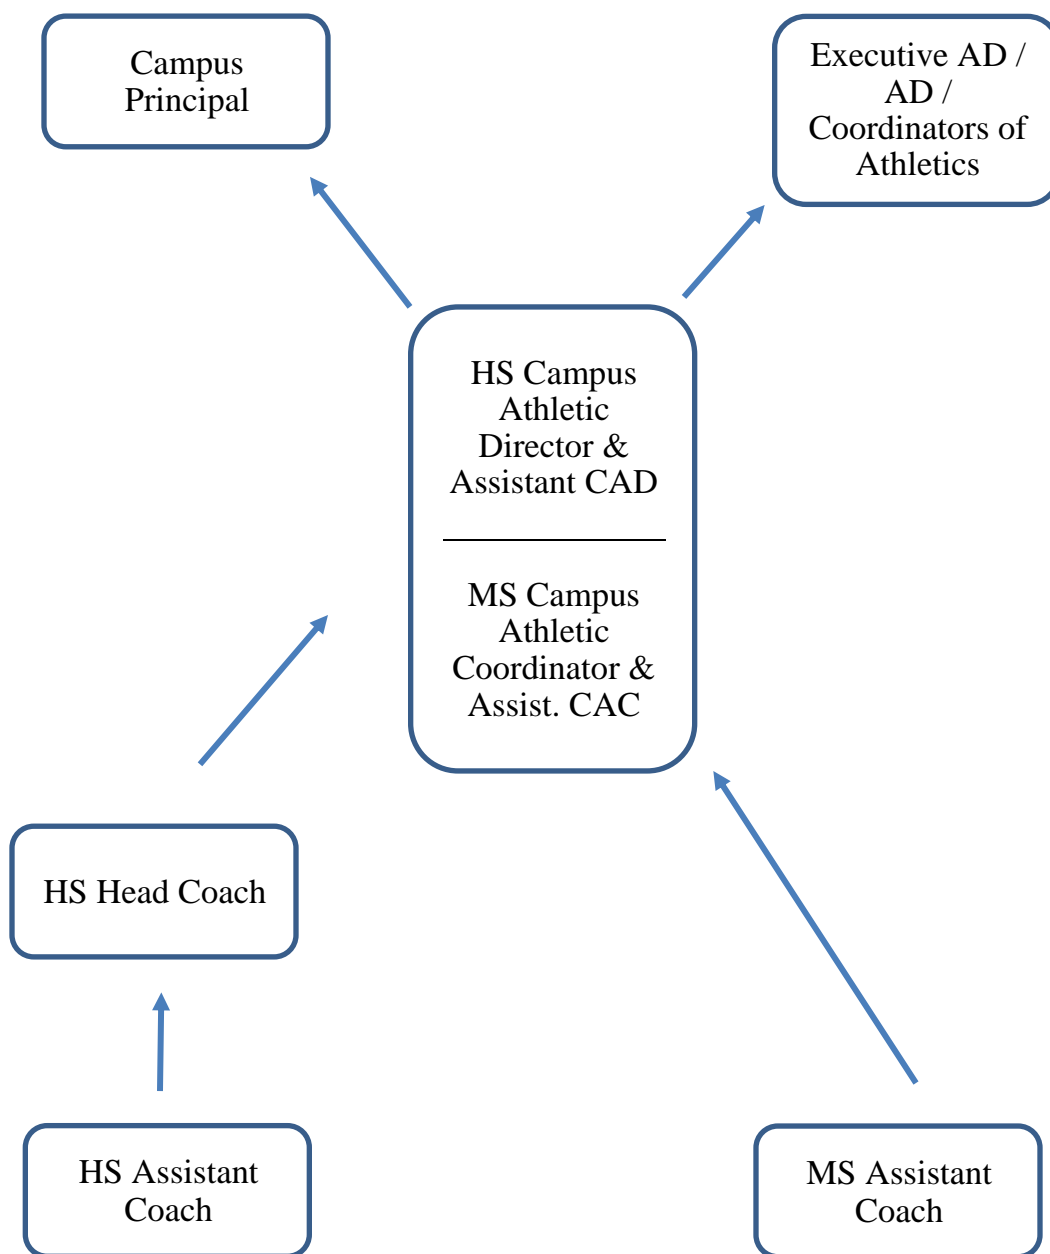 Campus
Principal
Executive AD /
AD /
Coordinators of
Athletics
HS Campus
Athletic
Director &
Assistant CAD
MS Campus
Athletic
Coordinator &
Assist. CAC
HS Head Coach
HS Assistant
Coach
MS Assistant
Coach